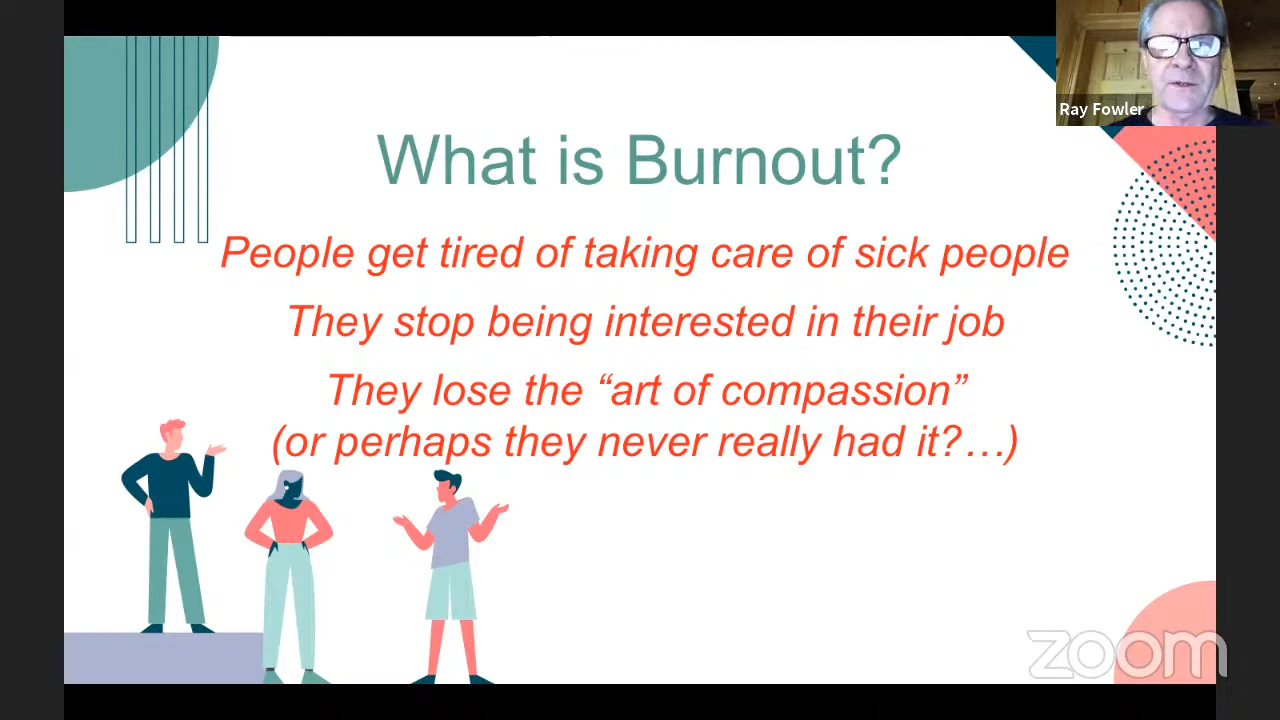 Ray Fowler
What is Burnout?
People get tired of taking care of sick people
They stop being interested in their job
They lose the “art of compassion”
(or perhaps they never really had it?…)
zoom